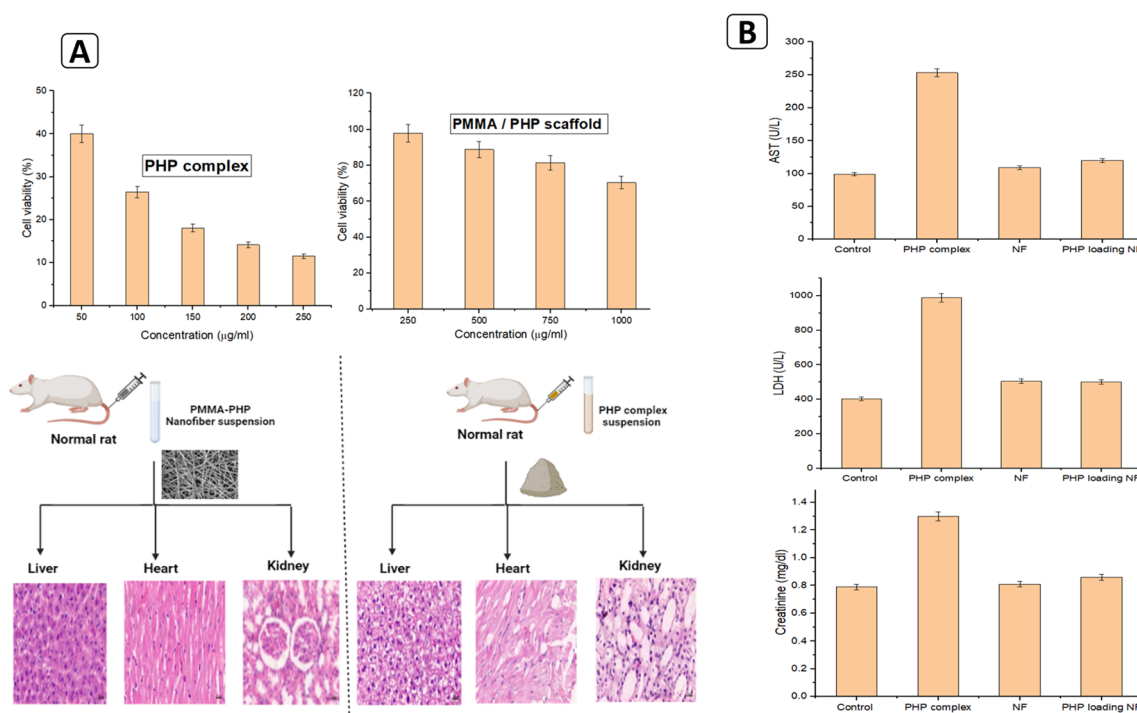 A
PHP complex
Cell viability (%)
50
40
30
20
10
0
50 100 150 200 250
Concentration (μg/ml)
PMMA / PHP scaffold
Cell viability (%)
120
100
80
60
40
20
0
250 500 750 1000
Concentration (μg/ml)
Normal rat
PMMA-PHP
Nanofiber suspension
Liver
Heart
Kidney
Normal rat
PHP complex
suspension
Liver
Heart
Kidney
B
AST (U/L)
300
250
200
150
100
50
0
Control PHP complex NF PHP loading NF
LDH (U/L)
1000
800
600
400
200
0
Control PHP complex NF PHP loading NF
Creatinine (mg/dl)
1.4
1.2
1.0
0.8
0.6
0.4
0.2
0.0
Control PHP complex NF PHP loading NF